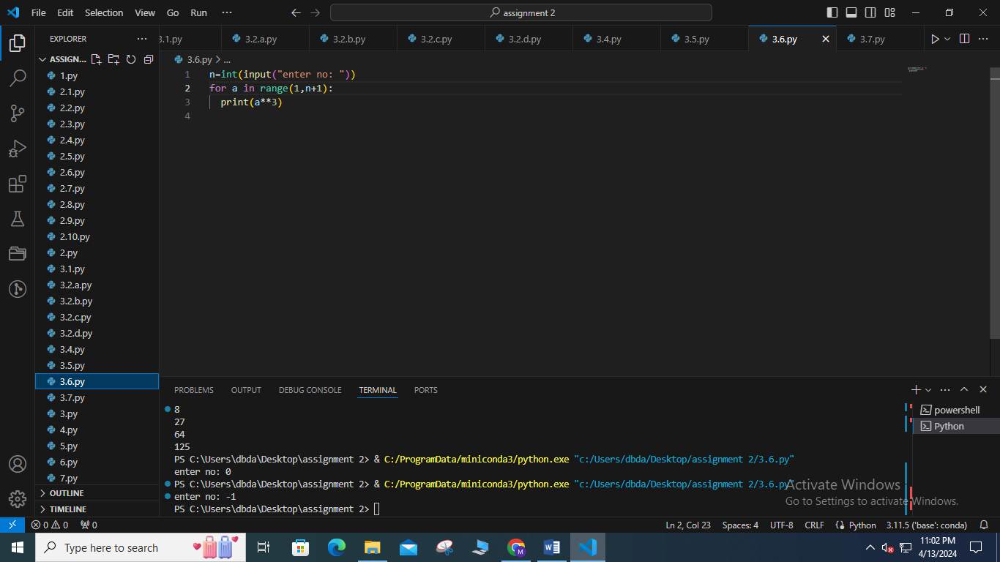 File Edit Selection View Go Run ··· assignment 2
EXPLORER ··· 3.1.py 3.2.a.py 3.2.b.py 3.2.c.py 3.2.d.py 3.4.py 3.5.py 3.6.py 3.7.py
ASSIGN...
3.6.py > ...
1.py
2.1.py
2.2.py
2.3.py
2.4.py
2.5.py
2.6.py
2.7.py
2.8.py
2.9.py
2.10.py
2.py
3.1.py
3.2.a.py
3.2.b.py
3.2.c.py
3.2.d.py
3.4.py
3.5.py
3.6.py
3.7.py
3.py
4.py
5.py
6.py
7.py
OUTLINE
TIMELINE
1 n=int(input("enter no: "))
2 for a in range(1,n+1):
3 print(a**3)
4
PROBLEMS OUTPUT DEBUG CONSOLE TERMINAL PORTS
8
27
64
125
PS C:\Users\dbda\Desktop\assignment 2> & C:/ProgramData/miniconda3/python.exe "c:/Users/dbda/Desktop/assignment 2/3.6.py"
enter no: 0
PS C:\Users\dbda\Desktop\assignment 2> & C:/ProgramData/miniconda3/python.exe "c:/Users/dbda/Desktop/assignment 2/3.6.py"
enter no: -1
PS C:\Users\dbda\Desktop\assignment 2>
powershell
Python
Activate Windows
Go to Settings to activate Windows.
0 0 0 Ln 2, Col 23 Spaces: 4 UTF-8 CRLF Python 3.11.5 ('base': conda)
Type here to search
11:02 PM
4/13/2024